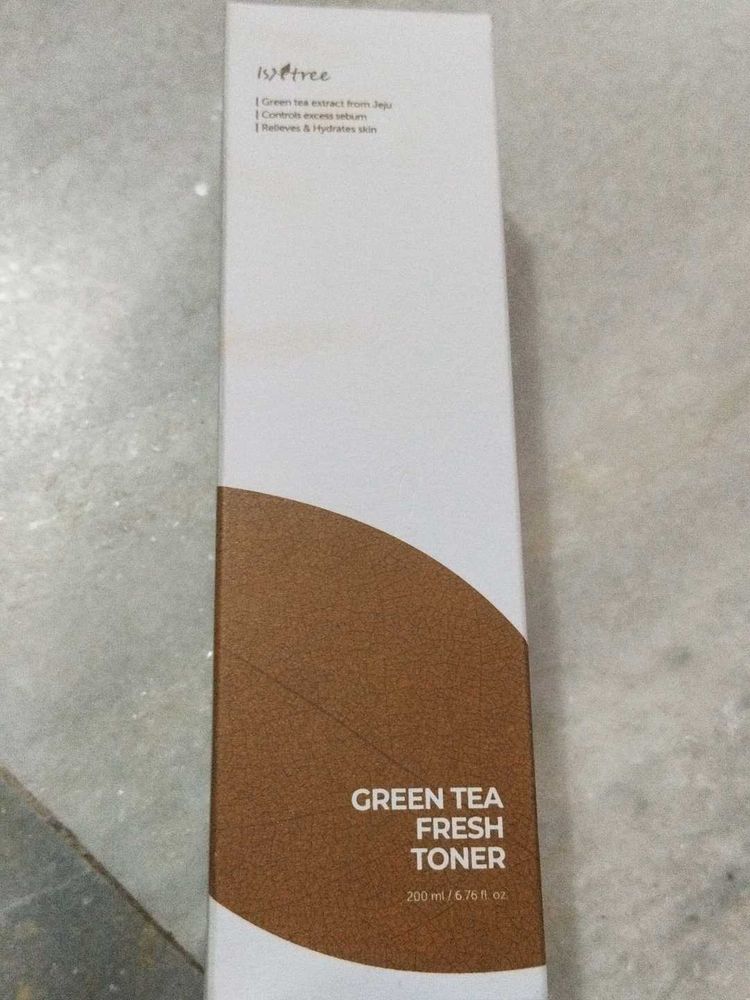 Isntree
| Green tea extract from Jeju
| Controls excess sebum
| Relieves & Hydrates skin
GREEN TEA
FRESH
TONER
200 ml / 6.76 fl. oz